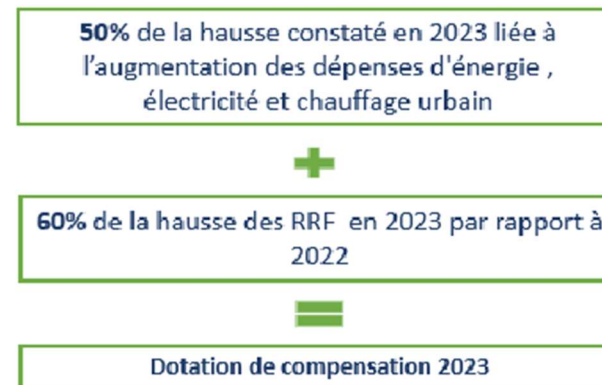 50% de la hausse constaté en 2023 liée à
l'augmentation des dépenses d'énergie ,
électricité et chauffage urbain
+
60% de la hausse des RRF en 2023 par rapport à
2022
=
Dotation de compensation 2023